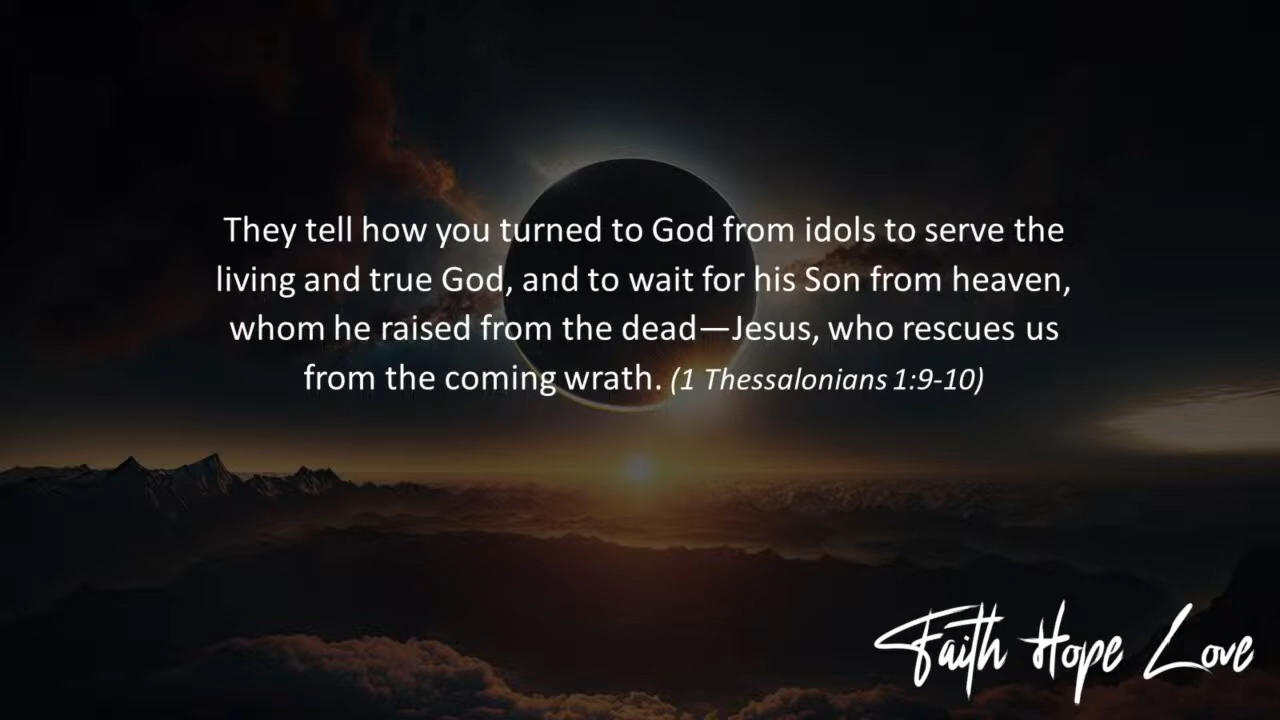 They tell how you turned to God from idols to serve the
living and true God, and to wait for his Son from heaven,
whom he raised from the dead—Jesus, who rescues us
from the coming wrath. (1 Thessalonians 1:9-10)
Faith Hope Love